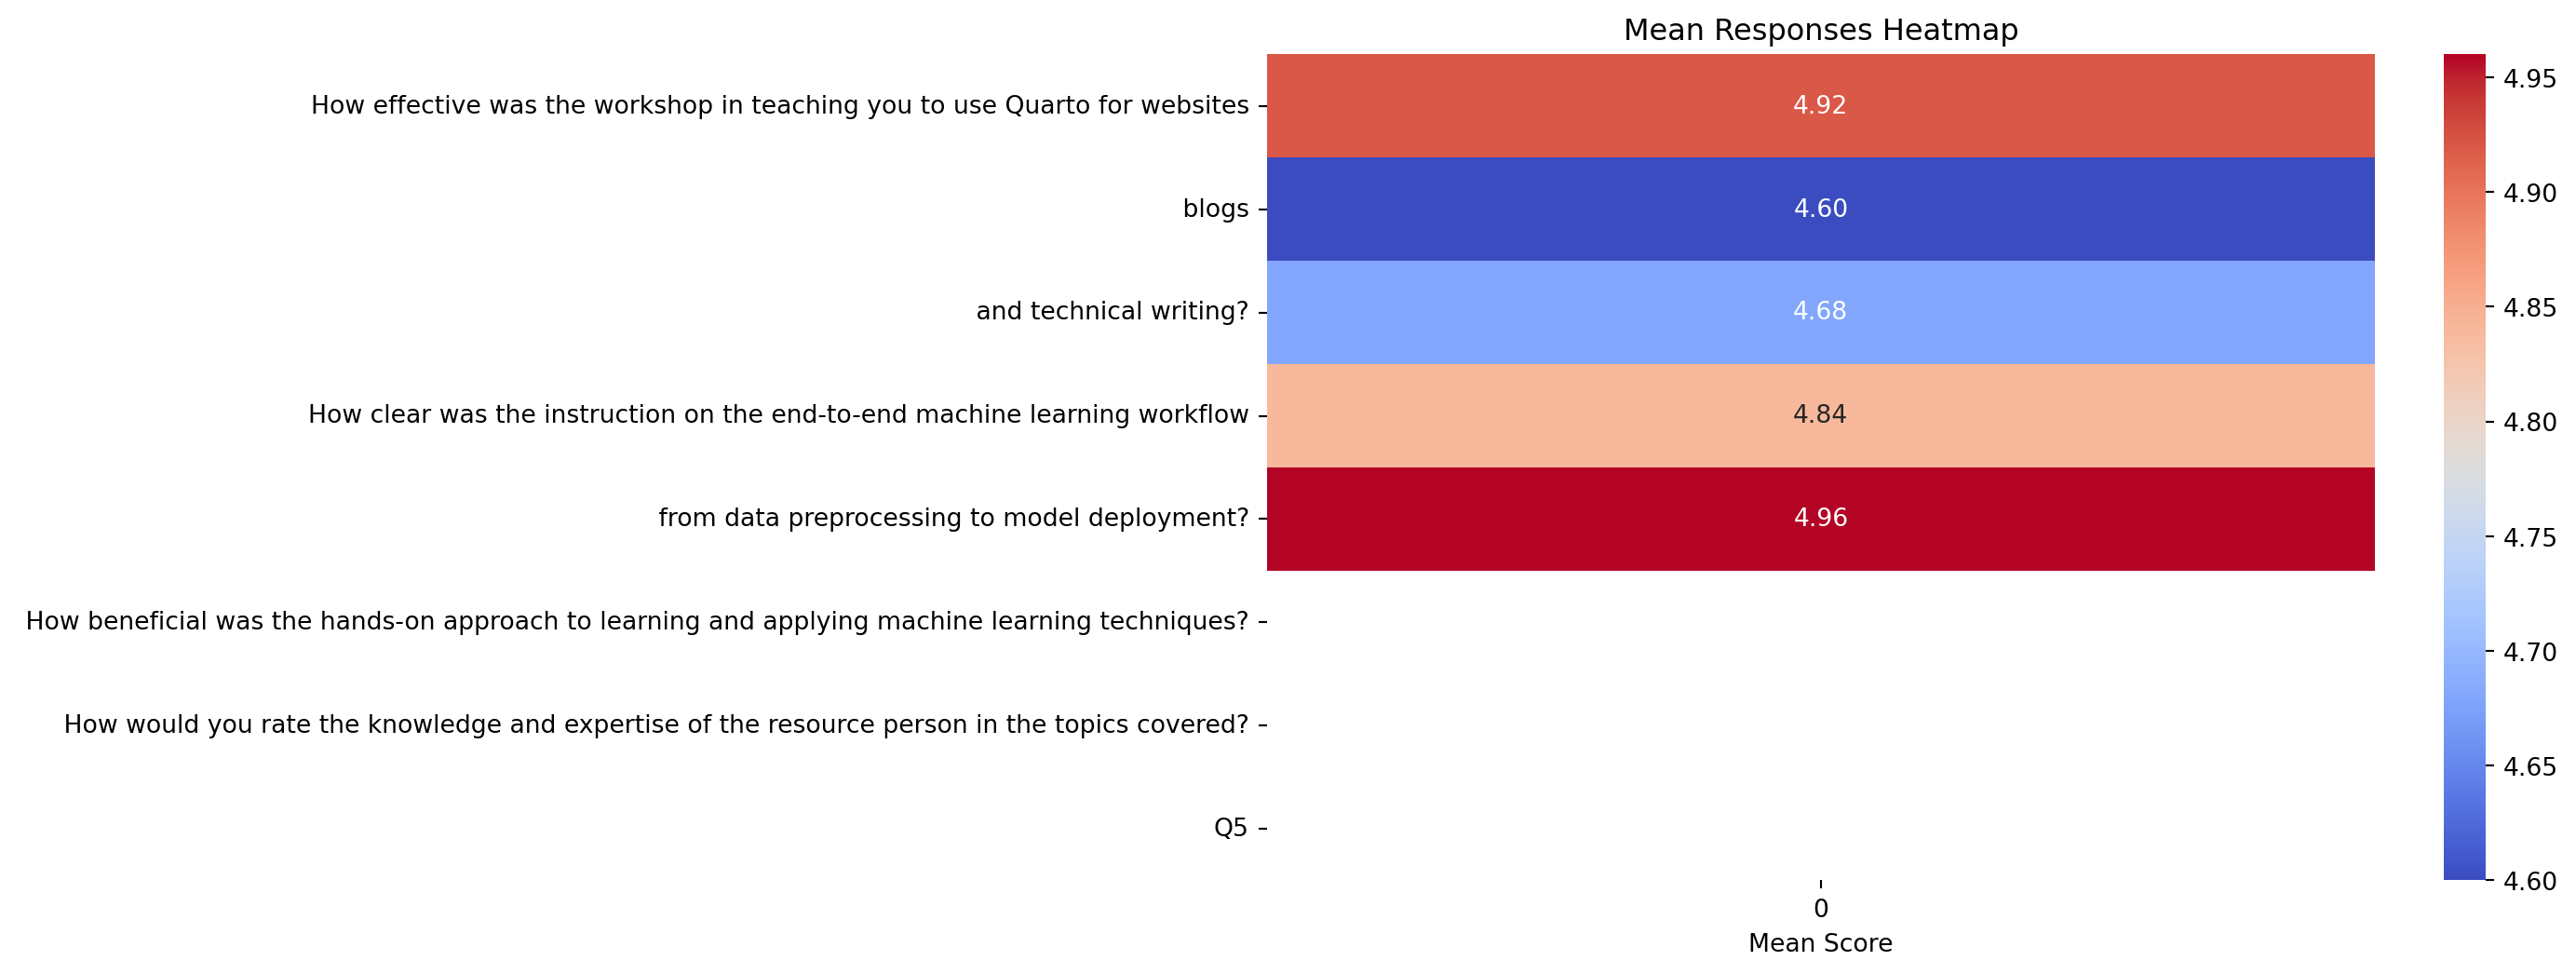 Mean Responses Heatmap
How effective was the workshop in teaching you to use Quarto for websites
4.92
blogs
4.60
and technical writing?
4.68
How clear was the instruction on the end-to-end machine learning workflow
4.84
from data preprocessing to model deployment?
4.96
How beneficial was the hands-on approach to learning and applying machine learning techniques?
How would you rate the knowledge and expertise of the resource person in the topics covered?
Q5
0
Mean Score
4.95
4.90
4.85
4.80
4.75
4.70
4.65
4.60